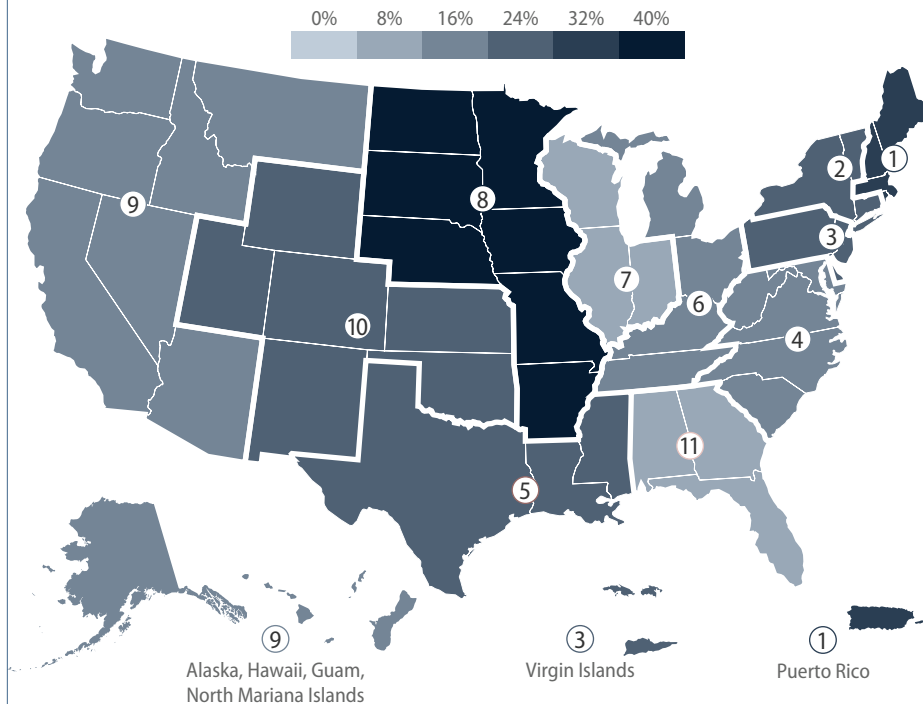 0% 8% 16% 24% 32% 40%
1
2
9
8
3
7
6
10
4
11
5
9 3 1
Alaska, Hawaii, Guam,
North Mariana Islands
Virgin Islands
Puerto Rico